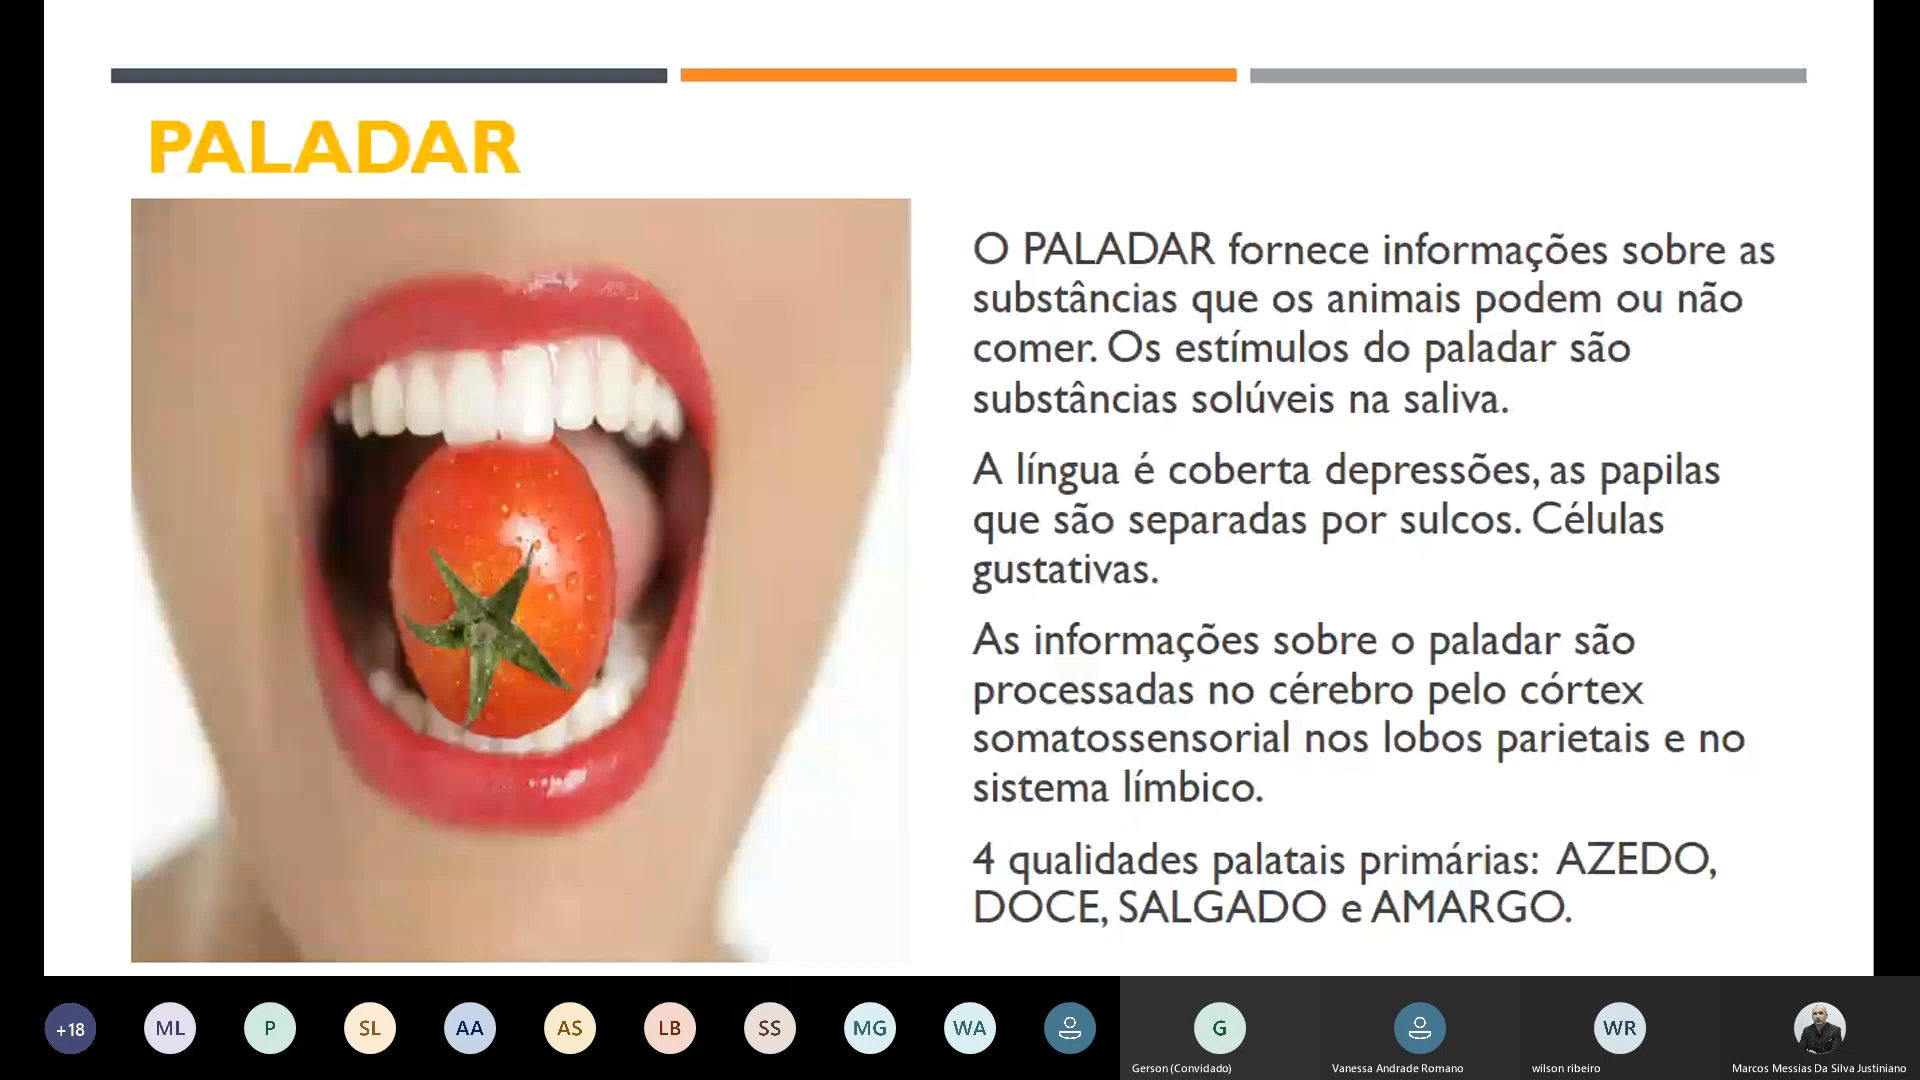 PALADAR
O PALADAR fornece informações sobre as
substâncias que os animais podem ou não
comer. Os estímulos do paladar são
substâncias solúveis na saliva.
A língua é coberta depressões, as papilas
que são separadas por sulcos. Células
gustativas.
As informações sobre o paladar são
processadas no cérebro pelo córtex
somatossensorial nos lobos parietais e no
sistema límbico.
4 qualidades palatais primárias: AZEDO,
DOCE, SALGADO e AMARGO.
+18 ML P SL AA AS LB SS MG WA G WR
Gerson (Convidado) Vanessa Andrade Romano wilson ribeiro Marcos Messias Da Silva Justiniano